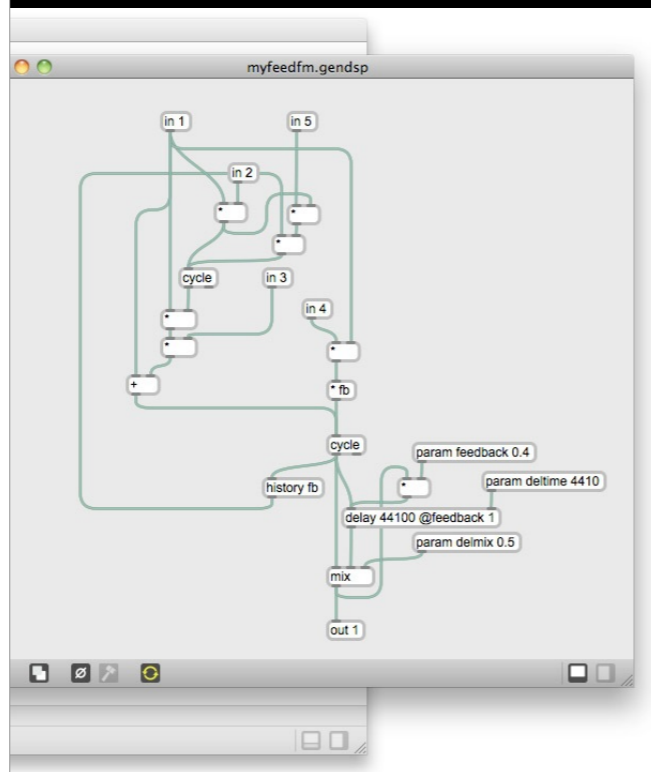 myfeedfm.gendsp
in 1
in 5
in 2
*
*
*
cycle
in 3
in 4
*
*
*
+
* fb
cycle
param feedback 0.4
history fb
*
param deltime 4410
delay 44100 @feedback 1
param delmix 0.5
mix
out 1